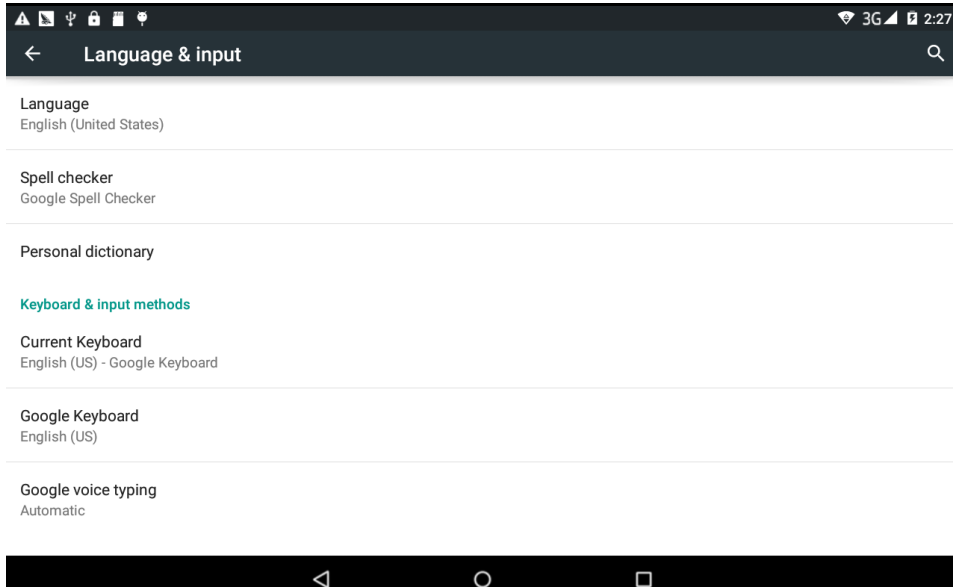 3G 2:27
Language & input
Language
English (United States)
Spell checker
Google Spell Checker
Personal dictionary
Keyboard & input methods
Current Keyboard
English (US) - Google Keyboard
Google Keyboard
English (US)
Google voice typing
Automatic